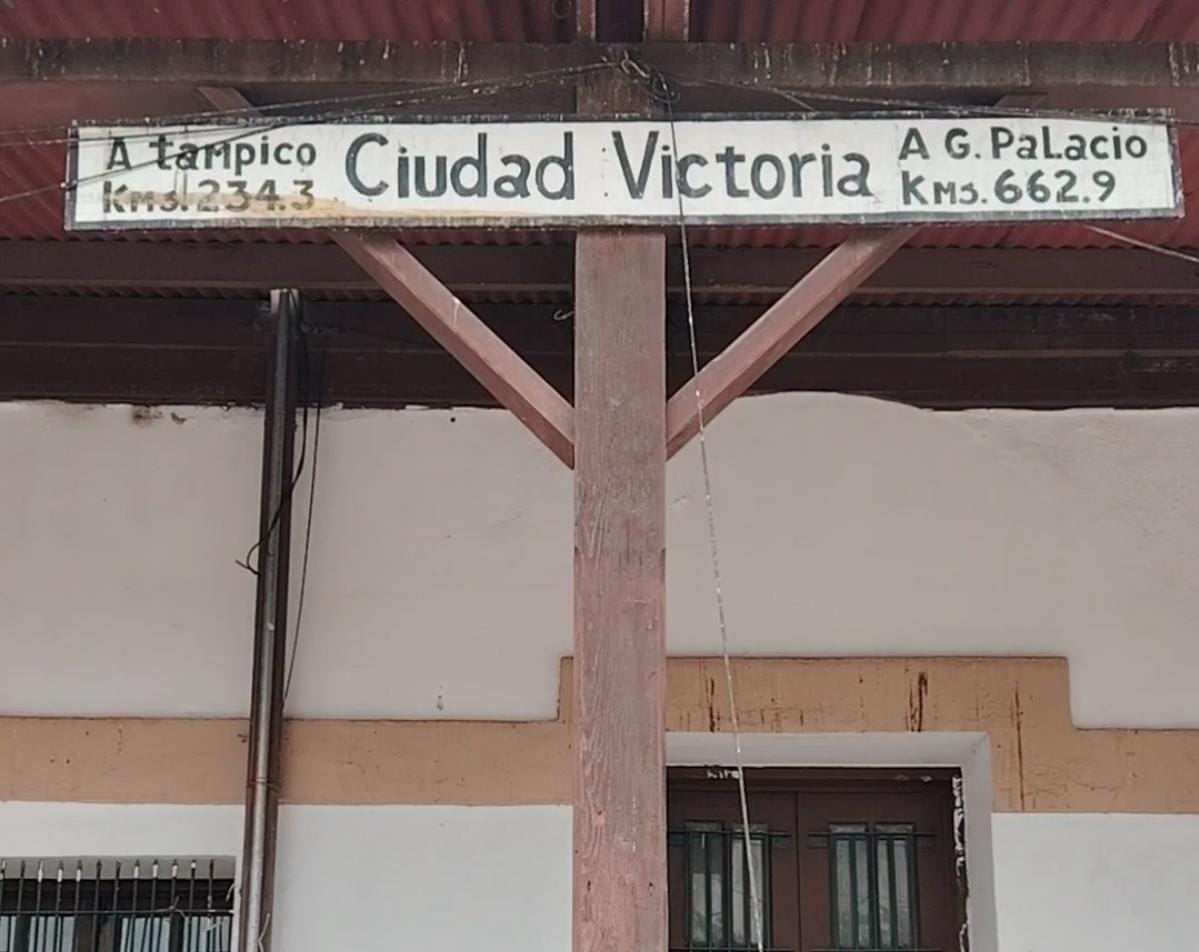 A tampico
Kms. 234.3
Ciudad Victoria
A G. PaLacio
Kms. 662.9